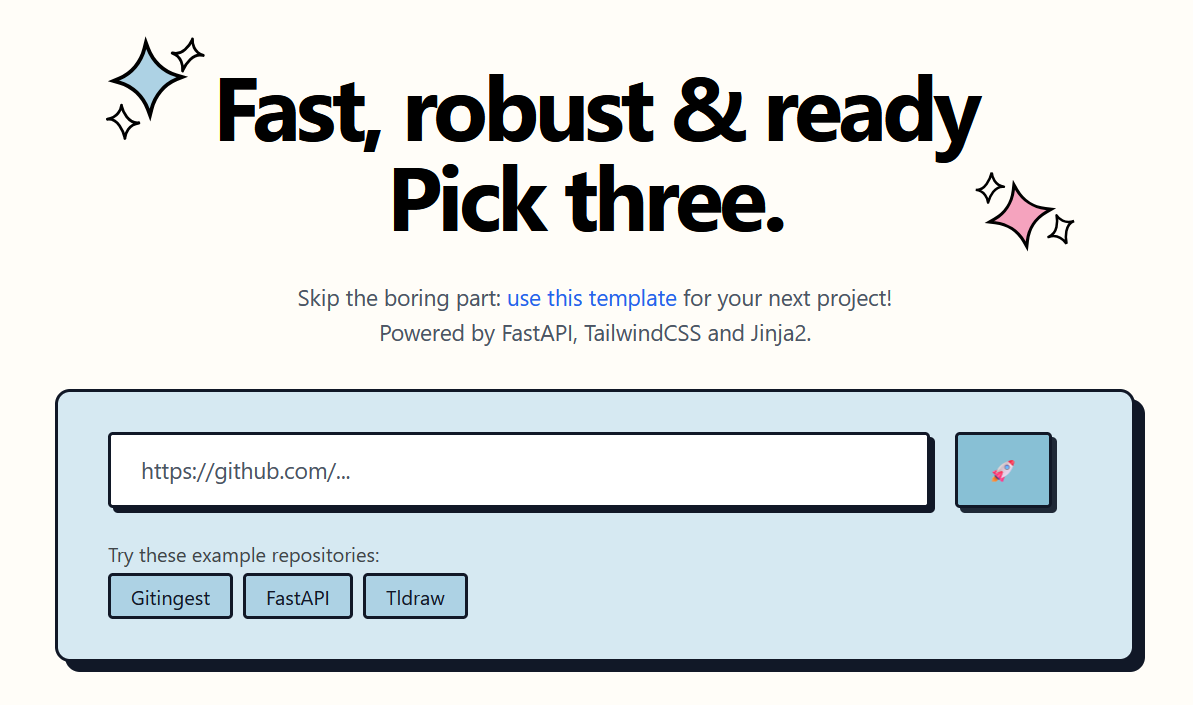 Fast, robust & ready
Pick three.
Skip the boring part: use this template for your next project!
Powered by FastAPI, TailwindCSS and Jinja2.
https://github.com/...
Try these example repositories:
Gitingest
FastAPI
Tldraw